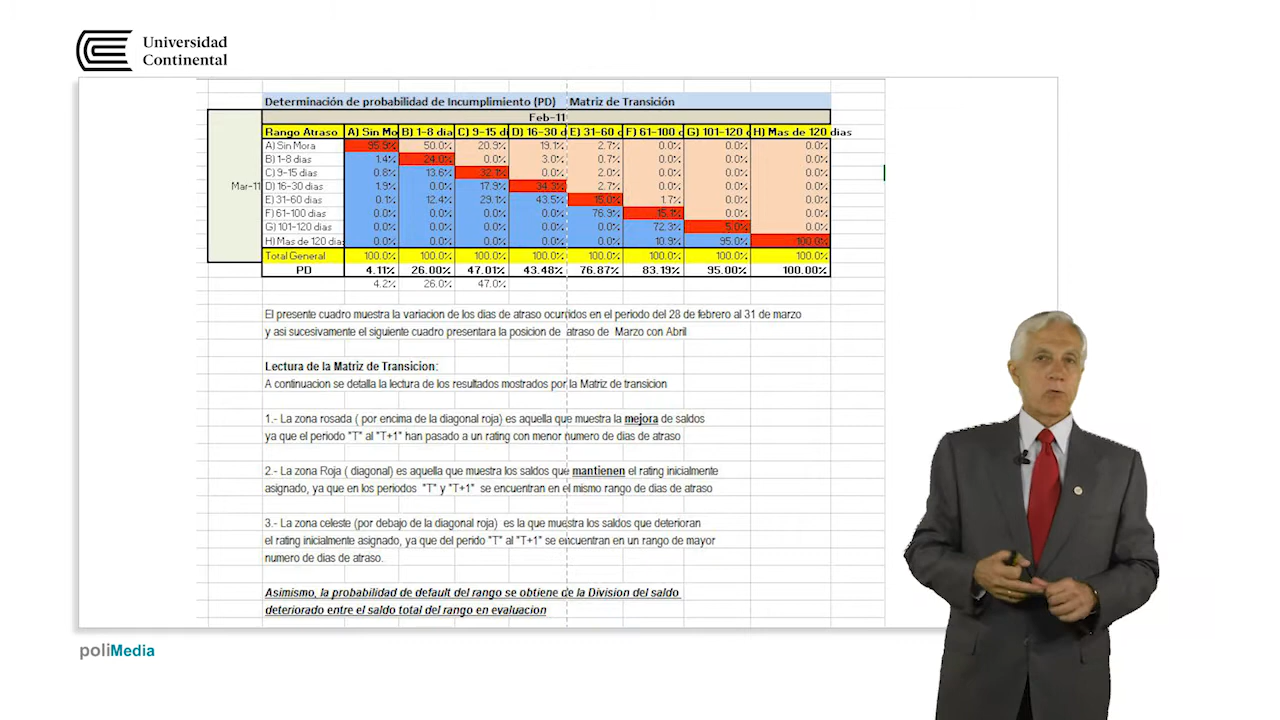 Universidad
Continental
Determinación de probabilidad de Incumplimiento (PD) Matriz de Transición
Feb-11
Rango Atraso A) Sin Mo B) 1-8 dia C) 9-15 d D) 16-30 d E) 31-60 d F) 61-100 d G) 101-120 d H) Mas de 120 dias
A) Sin Mora 95.9% 50.0% 20.9% 19.1% 2.7% 0.0% 0.0% 0.0%
B) 1-8 dias 1.4% 24.0% 0.0% 3.0% 0.7% 0.0% 0.0% 0.0%
C) 9-15 dias 0.8% 13.6% 32.1% 0.0% 2.0% 0.0% 0.0% 0.0%
Mar-11 D) 16-30 dias 1.9% 0.0% 17.9% 34.3% 2.7% 0.0% 0.0% 0.0%
E) 31-60 dias 0.1% 12.4% 29.1% 43.5% 15.0% 1.7% 0.0% 0.0%
F) 61-100 dias 0.0% 0.0% 0.0% 0.0% 76.9% 15.1% 0.0% 0.0%
G) 101-120 dias 0.0% 0.0% 0.0% 0.0% 0.0% 72.3% 5.0% 0.0%
H) Mas de 120 dias 0.0% 0.0% 0.0% 0.0% 0.0% 10.9% 95.0% 100.0%
Total General 100.0% 100.0% 100.0% 100.0% 100.0% 100.0% 100.0% 100.0%
PD 4.11% 26.00% 47.01% 43.48% 76.87% 83.19% 95.00% 100.00%
4.2% 26.0% 47.0%
El presente cuadro muestra la variacion de los dias de atraso ocurridos en el periodo del 28 de febrero al 31 de marzo
y asi sucesivamente el siguiente cuadro presentara la posicion de atraso de Marzo con Abril
Lectura de la Matriz de Transicion:
A continuacion se detalla la lectura de los resultados mostrados por la Matriz de transicion
1.- La zona rosada ( por encima de la diagonal roja) es aquella que muestra la mejora de saldos
ya que el periodo "T" al "T+1" han pasado a un rating con menor numero de dias de atraso
2.- La zona Roja ( diagonal) es aquella que muestra los saldos que mantienen el rating inicialmente
asignado, ya que en los periodos "T" y "T+1" se encuentran en el mismo rango de dias de atraso
3.- La zona celeste (por debajo de la diagonal roja) es la que muestra los saldos que deterioran
el rating inicialmente asignado, ya que del perido "T" al "T+1" se encuentran en un rango de mayor
numero de dias de atraso.
Asimismo, la probabilidad de default del rango se obtiene de la Division del saldo
deteriorado entre el saldo total del rango en evaluacion
poliMedia